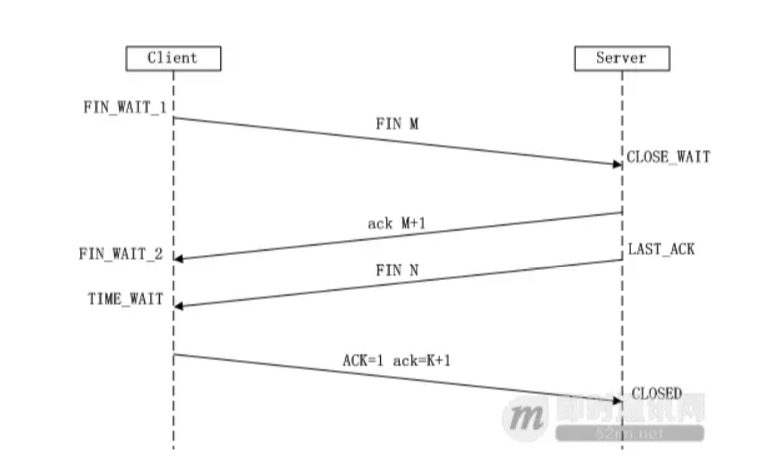 Client
Server
FIN_WAIT_1
FIN M
CLOSE_WAIT
ack M+1
FIN_WAIT_2
LAST_ACK
FIN N
TIME_WAIT
ACK=1 ack=K+1
CLOSED
m
即时通讯网
52im.net